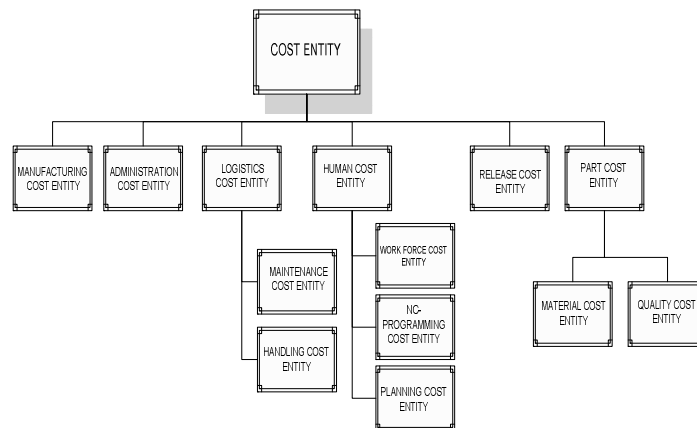 COST ENTITY
MANUFACTURING
COST ENTITY
ADMINISTRATION
COST ENTITY
LOGISTICS
COST ENTITY
HUMAN COST
ENTITY
RELEASE COST
ENTITY
PART COST
ENTITY
MAINTENANCE
COST ENTITY
HANDLING COST
ENTITY
WORK FORCE COST
ENTITY
NC-
PROGRAMMING
COST ENTITY
PLANNING COST
ENTITY
MATERIAL COST
ENTITY
QUALITY COST
ENTITY